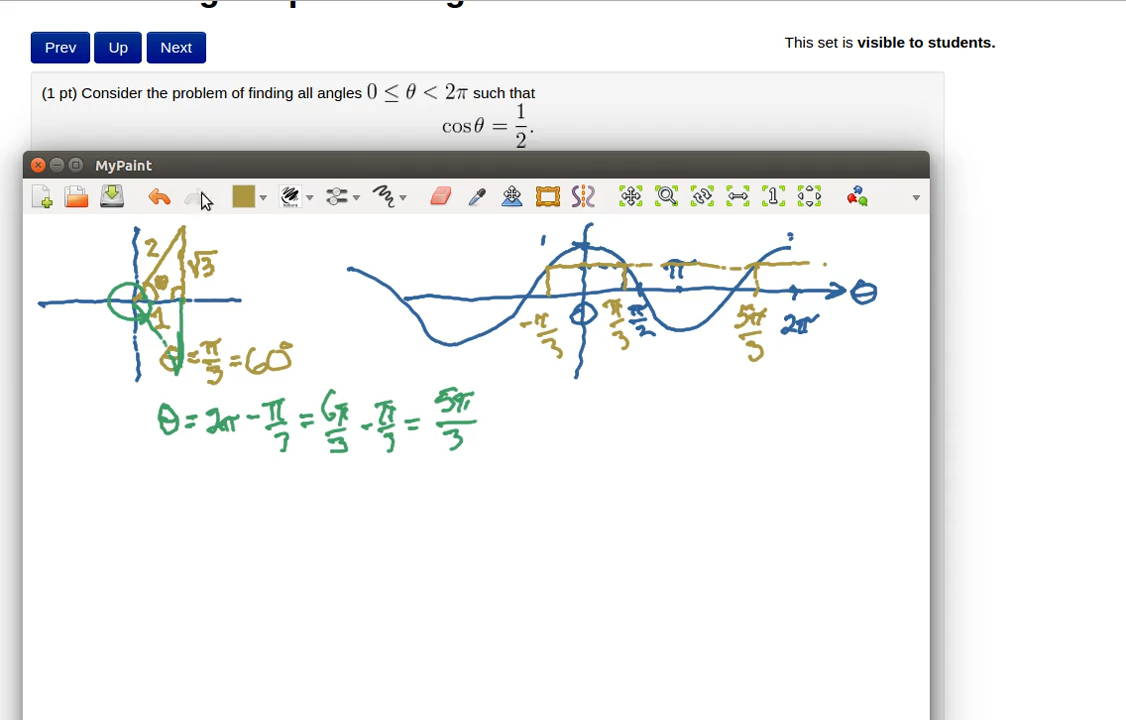 Prev Up Next
This set is visible to students.
(1 pt) Consider the problem of finding all angles 0 ≤ θ < 2π such that
cos θ = 1/2.
MyPaint
2
√3
θ
1
θ = π/3 = 60°
θ = 2π - π/3 = 6π/3 - π/3 = 5π/3
π
θ
-π/3
0
π/3
π/2
5π/3
2π